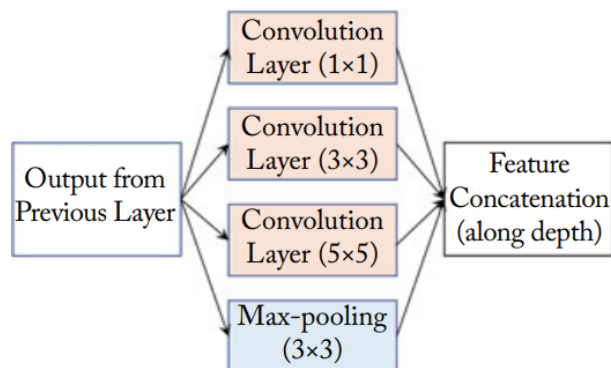 Output from
Previous Layer
Convolution
Layer (1×1)
Convolution
Layer (3×3)
Convolution
Layer (5×5)
Max-pooling
(3×3)
Feature
Concatenation
(along depth)